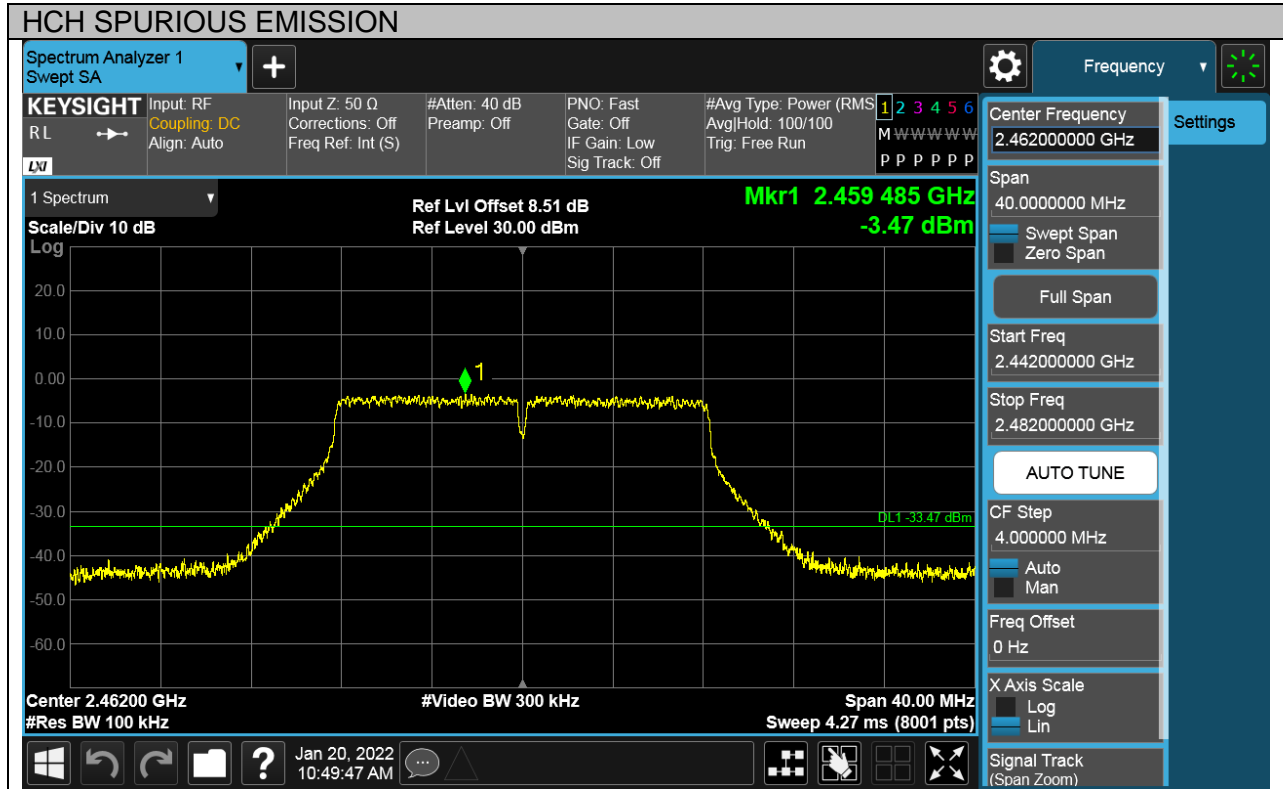 HCH SPURIOUS EMISSION
Spectrum Analyzer 1
Swept SA
+
Frequency
KEYSIGHT
RL
LXI
Input: RF
Coupling: DC
Align: Auto
Input Z: 50 Ω
Corrections: Off
Freq Ref: Int (S)
#Atten: 40 dB
Preamp: Off
PNO: Fast
Gate: Off
IF Gain: Low
Sig Track: Off
#Avg Type: Power (RMS
Avg|Hold: 100/100
Trig: Free Run
1 2 3 4 5 6
M W W W W W
P P P P P P
1 Spectrum
Scale/Div 10 dB
Ref Lvl Offset 8.51 dB
Ref Level 30.00 dBm
Mkr1 2.459 485 GHz
-3.47 dBm
Log
20.0
10.0
0.00
-10.0
-20.0
-30.0
-40.0
-50.0
-60.0
1
DL1 -33.47 dBm
Center 2.46200 GHz
#Res BW 100 kHz
#Video BW 300 kHz
Span 40.00 MHz
Sweep 4.27 ms (8001 pts)
Center Frequency
2.462000000 GHz
Settings
Span
40.0000000 MHz
Swept Span
Zero Span
Full Span
Start Freq
2.442000000 GHz
Stop Freq
2.482000000 GHz
AUTO TUNE
CF Step
4.000000 MHz
Auto
Man
Freq Offset
0 Hz
X Axis Scale
Log
Lin
Signal Track
(Span Zoom)
?
Jan 20, 2022
10:49:47 AM